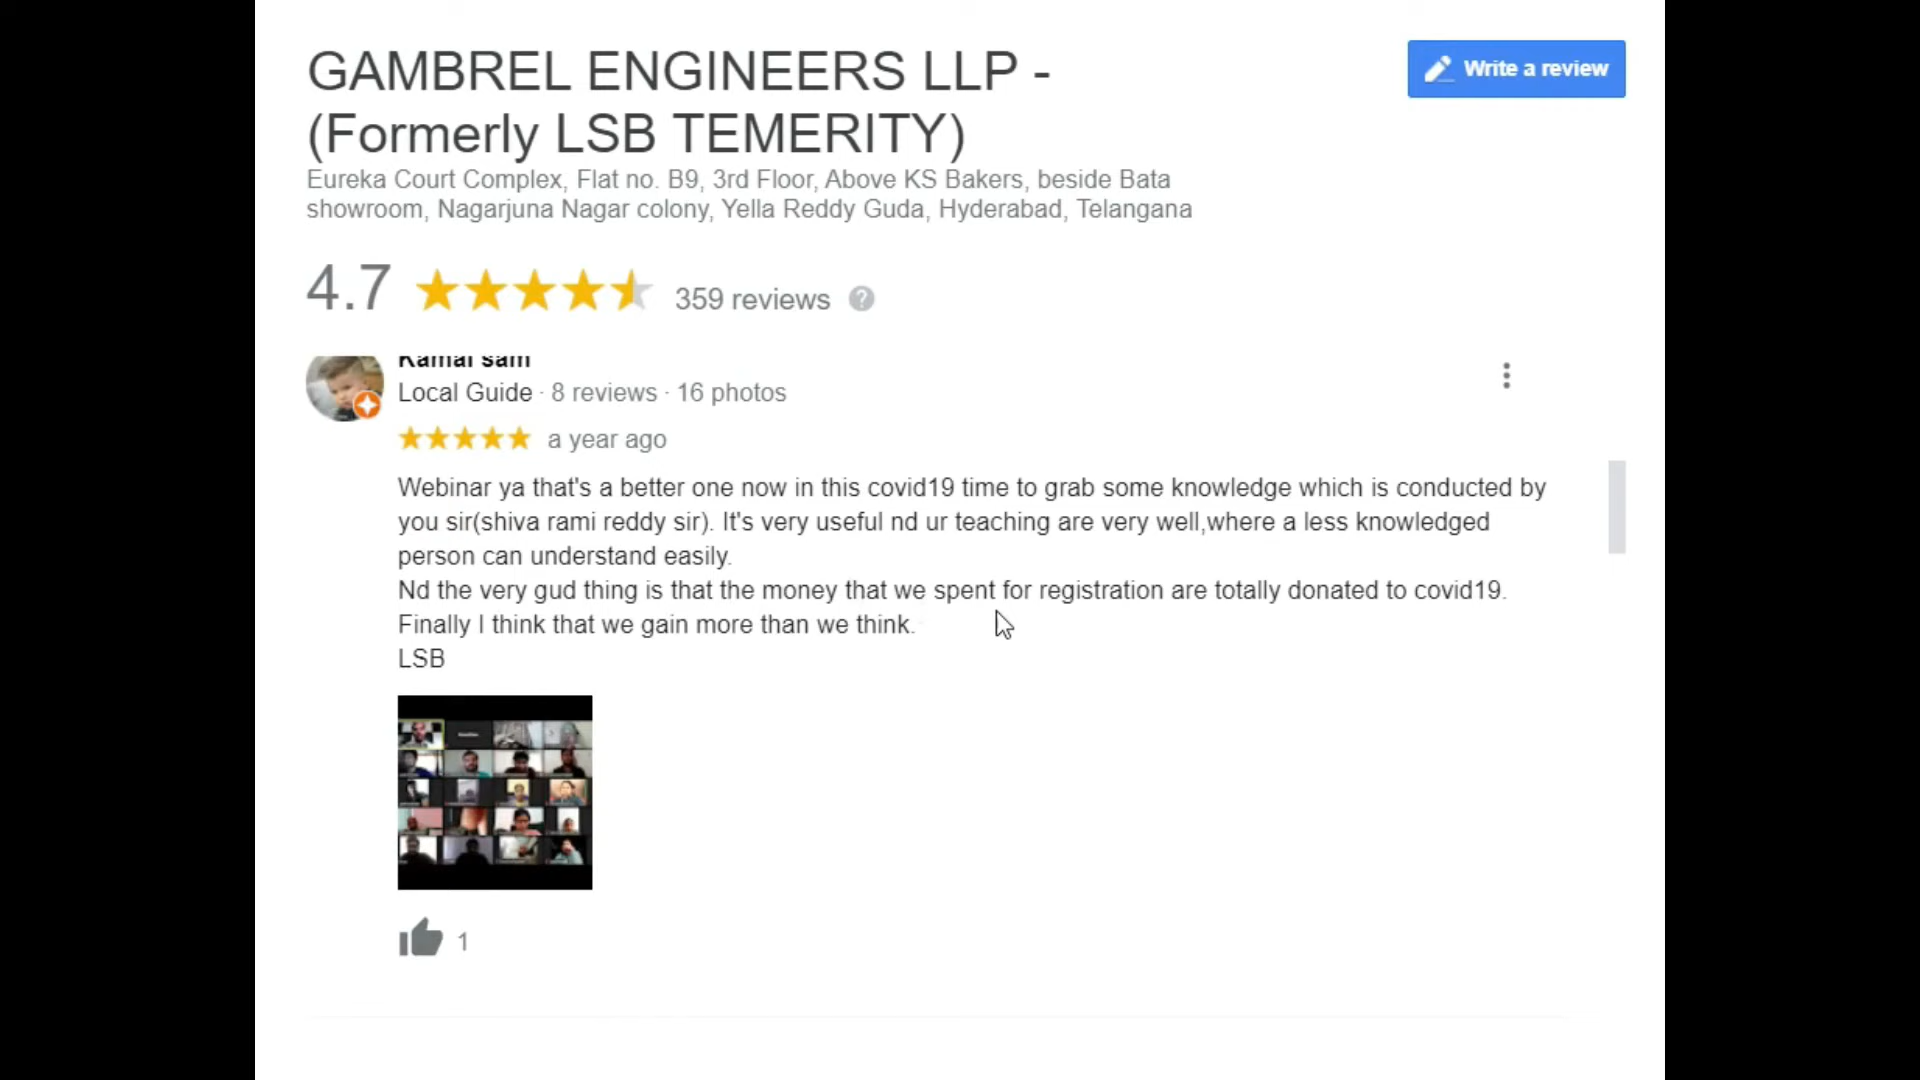 GAMBREL ENGINEERS LLP -
Write a review
(Formerly LSB TEMERITY)
Eureka Court Complex, Flat no. B9, 3rd Floor, Above KS Bakers, beside Bata
showroom, Nagarjuna Nagar colony, Yella Reddy Guda, Hyderabad, Telangana
4.7 359 reviews ?
Kamal sam
Local Guide · 8 reviews · 16 photos
a year ago
Webinar ya that's a better one now in this covid19 time to grab some knowledge which is conducted by
you sir(shiva rami reddy sir). It's very useful nd ur teaching are very well,where a less knowledged
person can understand easily.
Nd the very gud thing is that the money that we spent for registration are totally donated to covid19.
Finally I think that we gain more than we think.
LSB
1